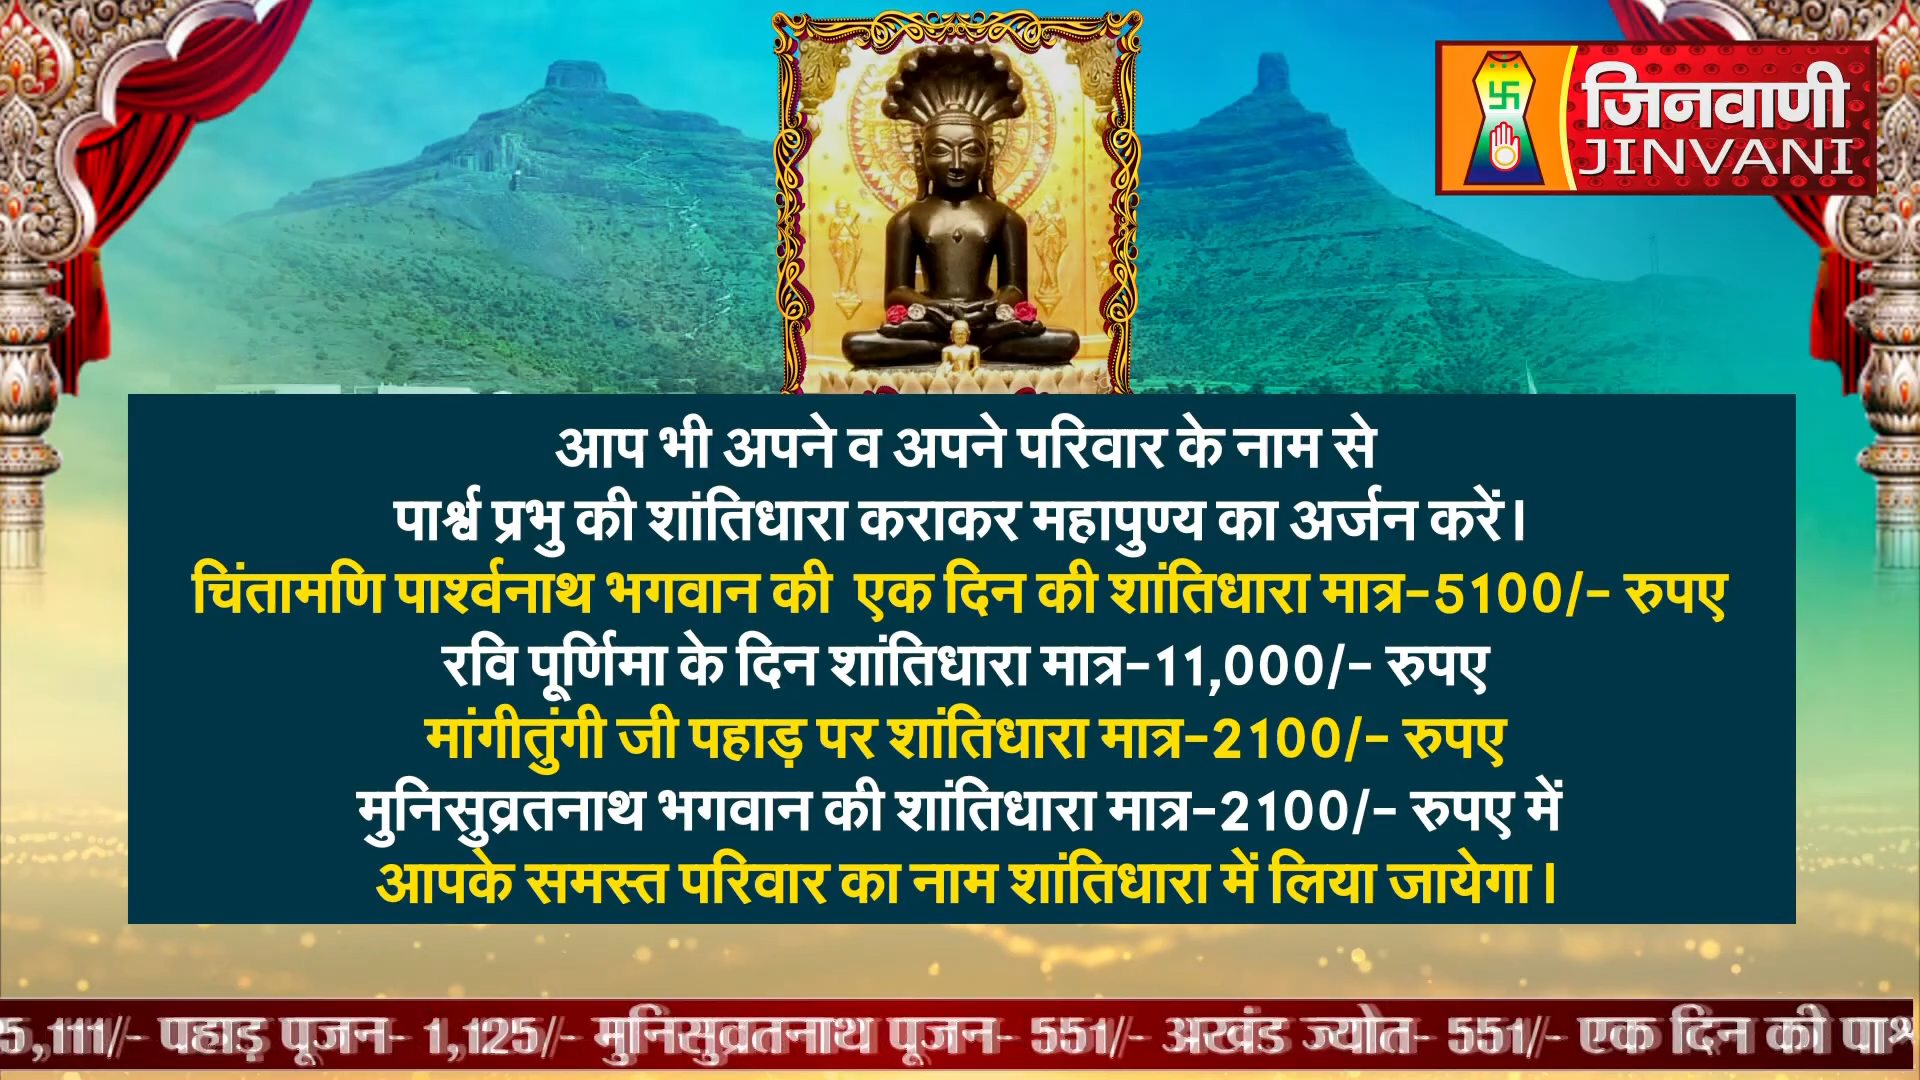 जिनवाणी
JINVANI
आप भी अपने व अपने परिवार के नाम से
पार्श्व प्रभु की शांतिधारा कराकर महापुण्य का अर्जन करें।
चिंतामणि पार्श्वनाथ भगवान की एक दिन की शांतिधारा मात्र-5100/- रुपए
रवि पूर्णिमा के दिन शांतिधारा मात्र-11,000/- रुपए
मांगीतुंगी जी पहाड़ पर शांतिधारा मात्र-2100/- रुपए
मुनिसुव्रतनाथ भगवान की शांतिधारा मात्र-2100/- रुपए में
आपके समस्त परिवार का नाम शांतिधारा में लिया जायेगा।
5,111/- पहाड़ पूजन- 1,125/- मुनिसुव्रतनाथ पूजन- 551/- अखंड ज्योत- 551/- एक दिन की